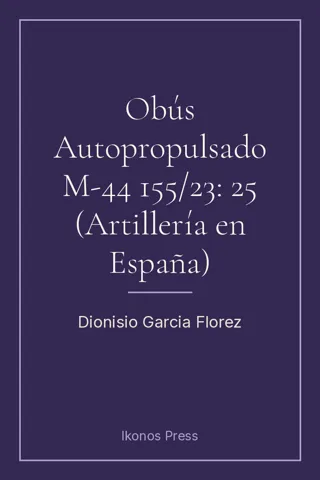 Obús
Autopropulsado
M-44 155/23: 25
(Artillería en
España)
Dionisio Garcia Florez
Ikonos Press